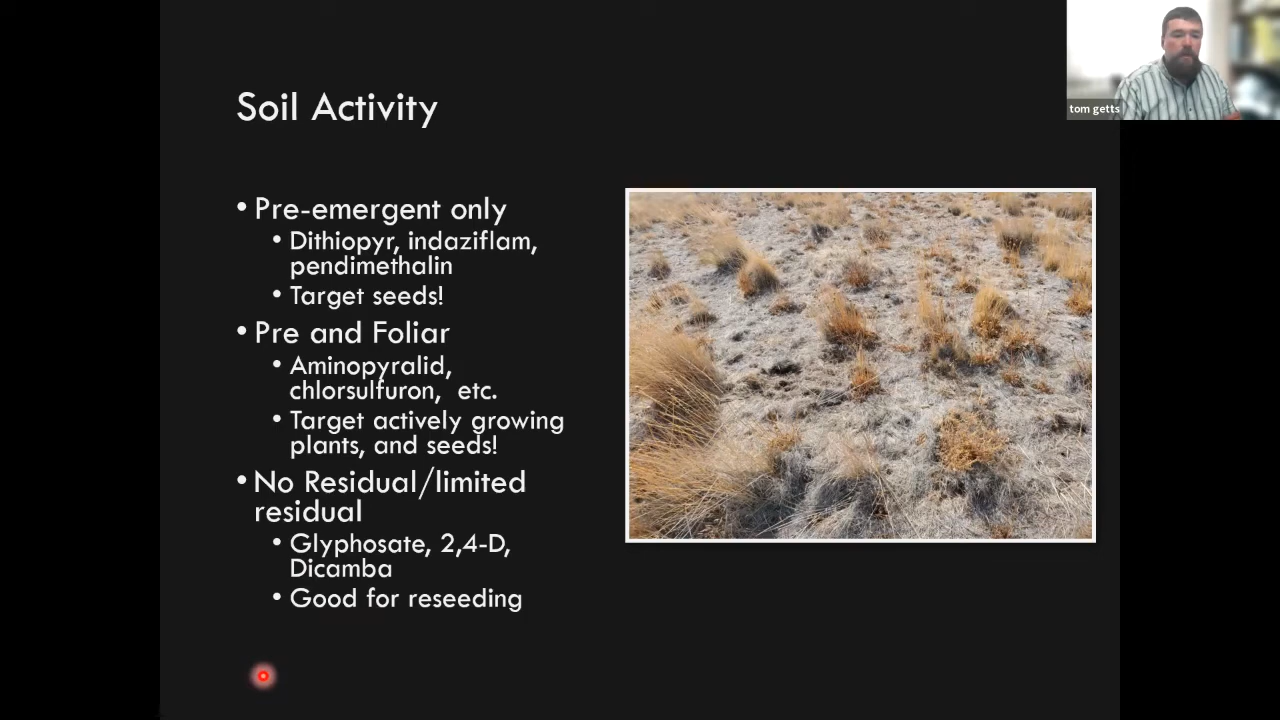 Soil Activity
tom getts
• Pre-emergent only
• Dithiopyr, indaziflam,
pendimethalin
• Target seeds!
• Pre and Foliar
• Aminopyralid,
chlorsulfuron, etc.
• Target actively growing
plants, and seeds!
• No Residual/limited
residual
• Glyphosate, 2,4-D,
Dicamba
• Good for reseeding